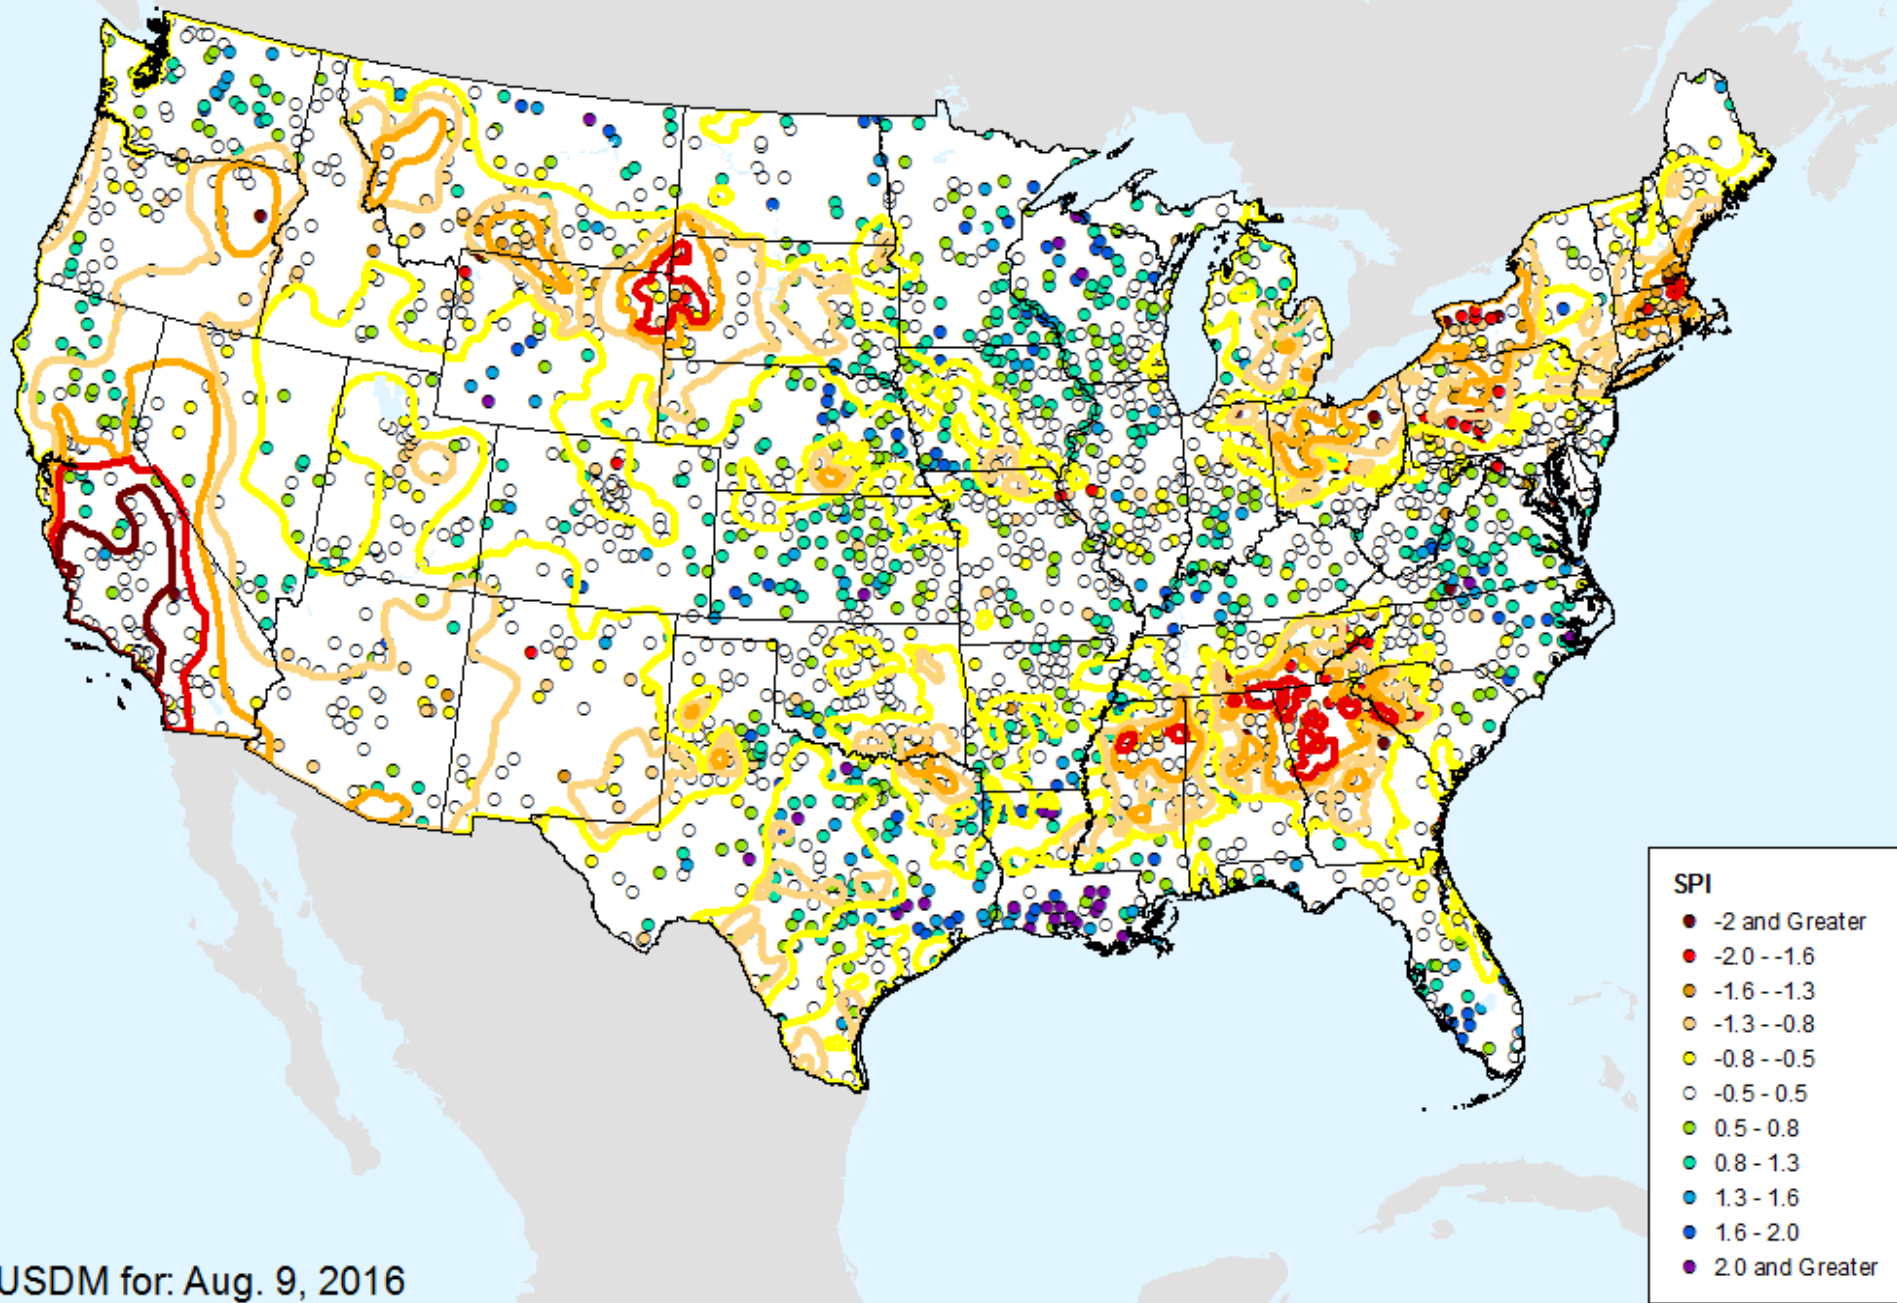 SPI
-2 and Greater
-2.0 - -1.6
-1.6 - -1.3
-1.3 - -0.8
-0.8 - -0.5
-0.5 - 0.5
0.5 - 0.8
0.8 - 1.3
1.3 - 1.6
1.6 - 2.0
2.0 and Greater
USDM for: Aug. 9, 2016